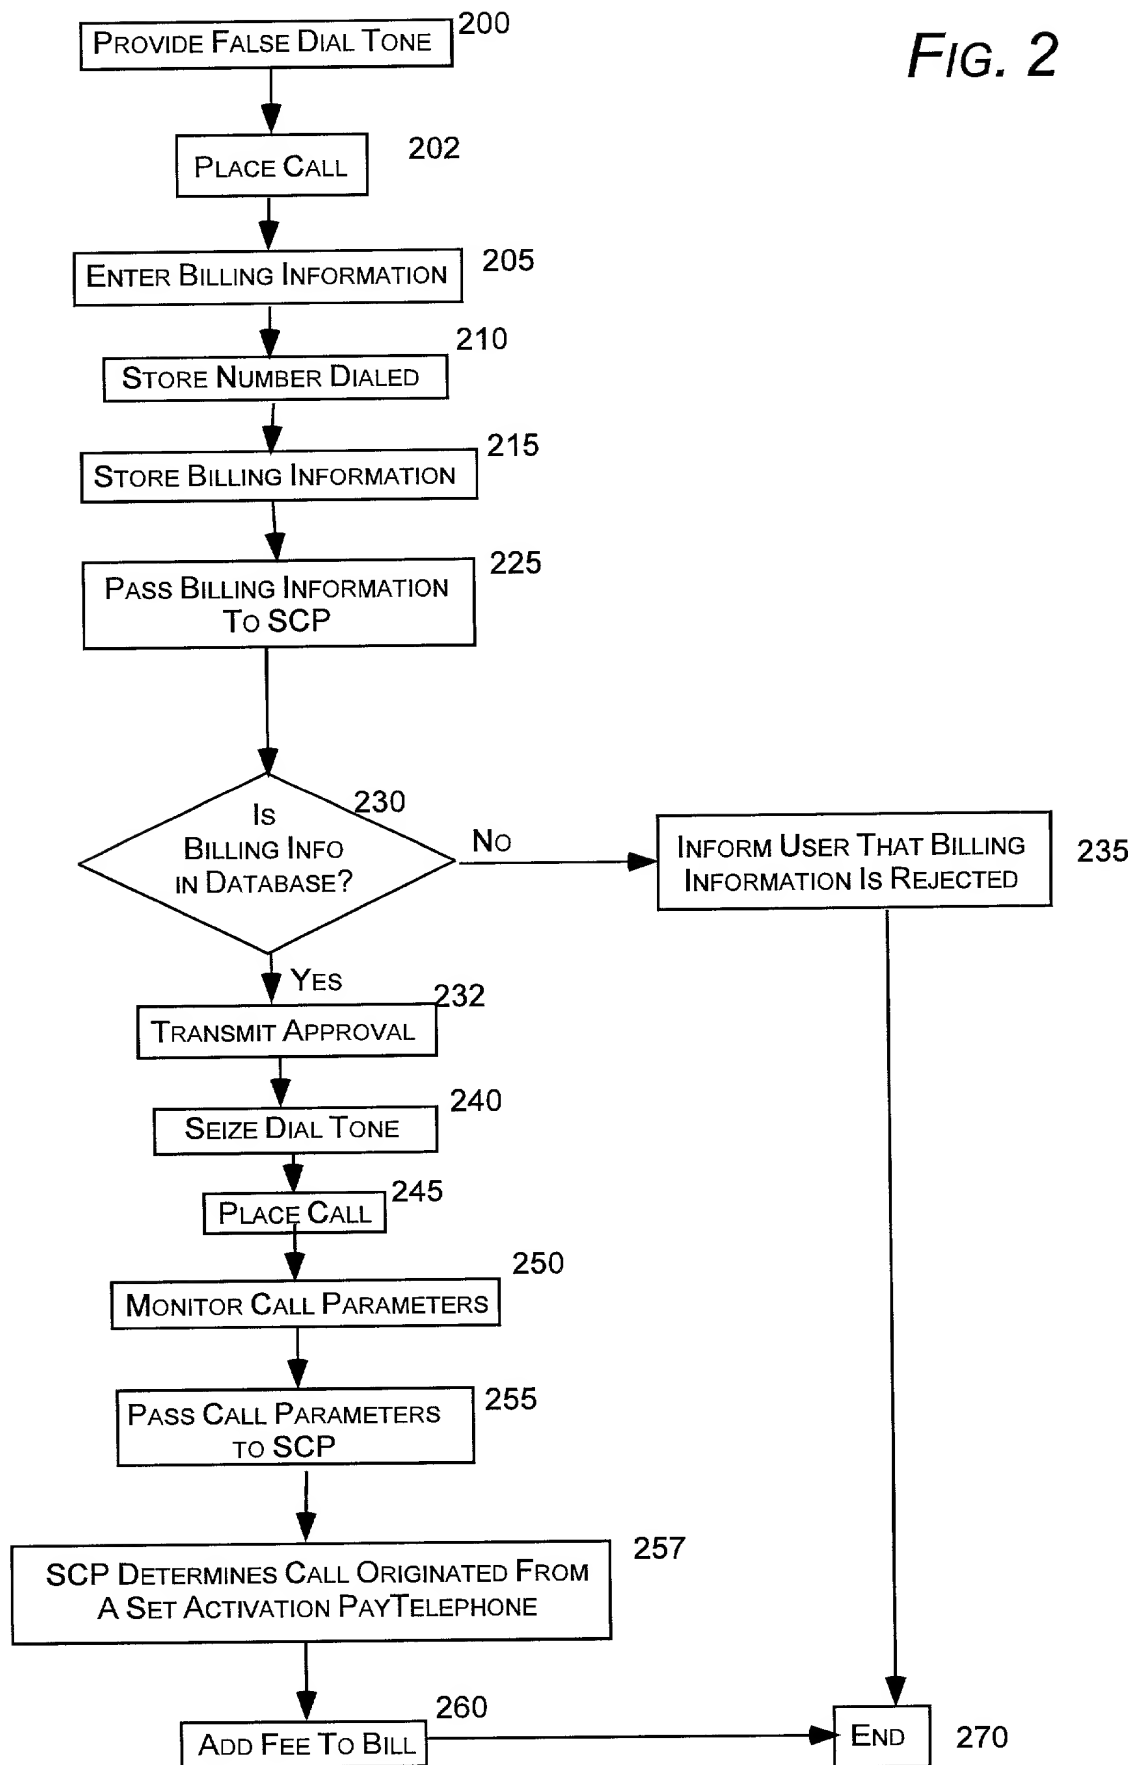 FIG. 2
PROVIDE FALSE DIAL TONE
200
PLACE CALL
202
ENTER BILLING INFORMATION
205
STORE NUMBER DIALED
210
STORE BILLING INFORMATION
215
PASS BILLING INFORMATION
TO SCP
225
IS
BILLING INFO
IN DATABASE?
230
NO
INFORM USER THAT BILLING
INFORMATION IS REJECTED
235
YES
TRANSMIT APPROVAL
232
SEIZE DIAL TONE
240
PLACE CALL
245
MONITOR CALL PARAMETERS
250
PASS CALL PARAMETERS
TO SCP
255
SCP DETERMINES CALL ORIGINATED FROM
A SET ACTIVATION PAYTELEPHONE
257
ADD FEE TO BILL
260
END
270